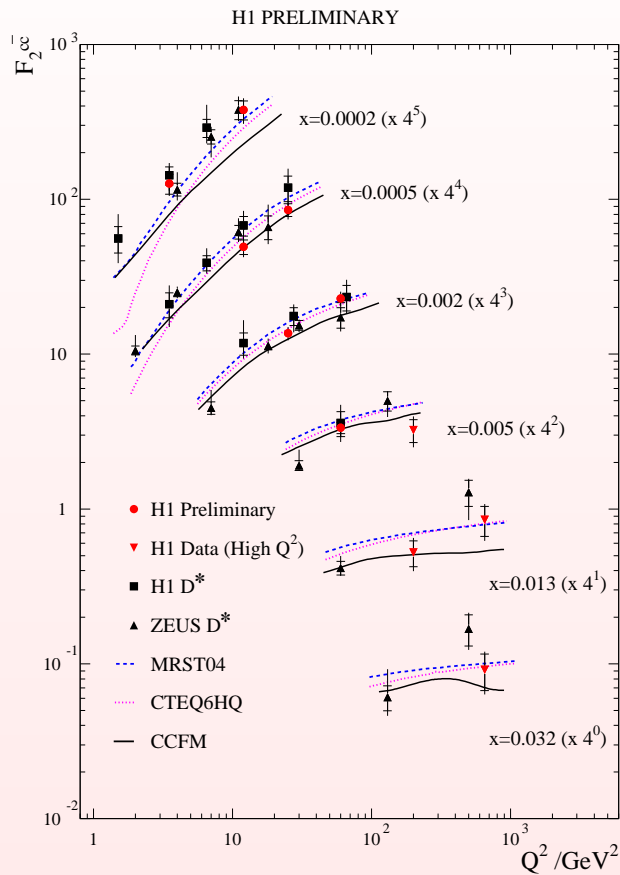 H1 PRELIMINARY
F₂ c̄c̄
10³
10²
10
1
10⁻¹
10⁻²
x=0.0002 (x 4⁵)
x=0.0005 (x 4⁴)
x=0.002 (x 4³)
x=0.005 (x 4²)
x=0.013 (x 4¹)
x=0.032 (x 4⁰)
H1 Preliminary
H1 Data (High Q²)
H1 D*
ZEUS D*
MRST04
CTEQ6HQ
CCFM
1
10
10²
10³
Q² /GeV²